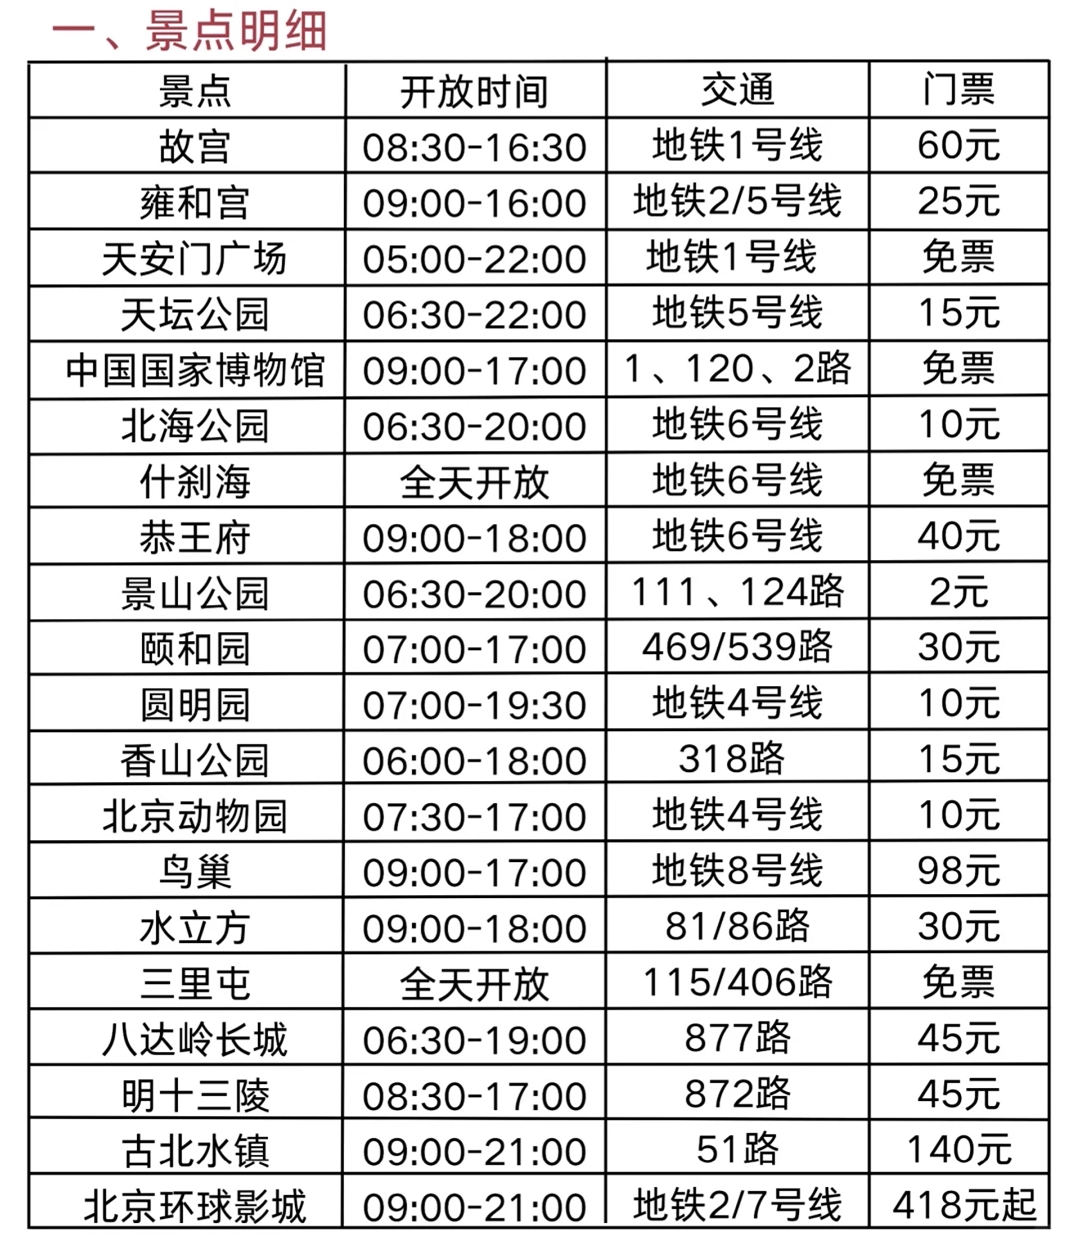 一、景点明细
景点 开放时间 交通 门票
故宫 08:30-16:30 地铁1号线 60元
雍和宫 09:00-16:00 地铁2/5号线 25元
天安门广场 05:00-22:00 地铁1号线 免票
天坛公园 06:30-22:00 地铁5号线 15元
中国国家博物馆 09:00-17:00 1、120、2路 免票
北海公园 06:30-20:00 地铁6号线 10元
什刹海 全天开放 地铁6号线 免票
恭王府 09:00-18:00 地铁6号线 40元
景山公园 06:30-20:00 111、124路 2元
颐和园 07:00-17:00 469/539路 30元
圆明园 07:00-19:30 地铁4号线 10元
香山公园 06:00-18:00 318路 15元
北京动物园 07:30-17:00 地铁4号线 10元
鸟巢 09:00-17:00 地铁8号线 98元
水立方 09:00-18:00 81/86路 30元
三里屯 全天开放 115/406路 免票
八达岭长城 06:30-19:00 877路 45元
明十三陵 08:30-17:00 872路 45元
古北水镇 09:00-21:00 51路 140元
北京环球影城 09:00-21:00 地铁2/7号线 418元起